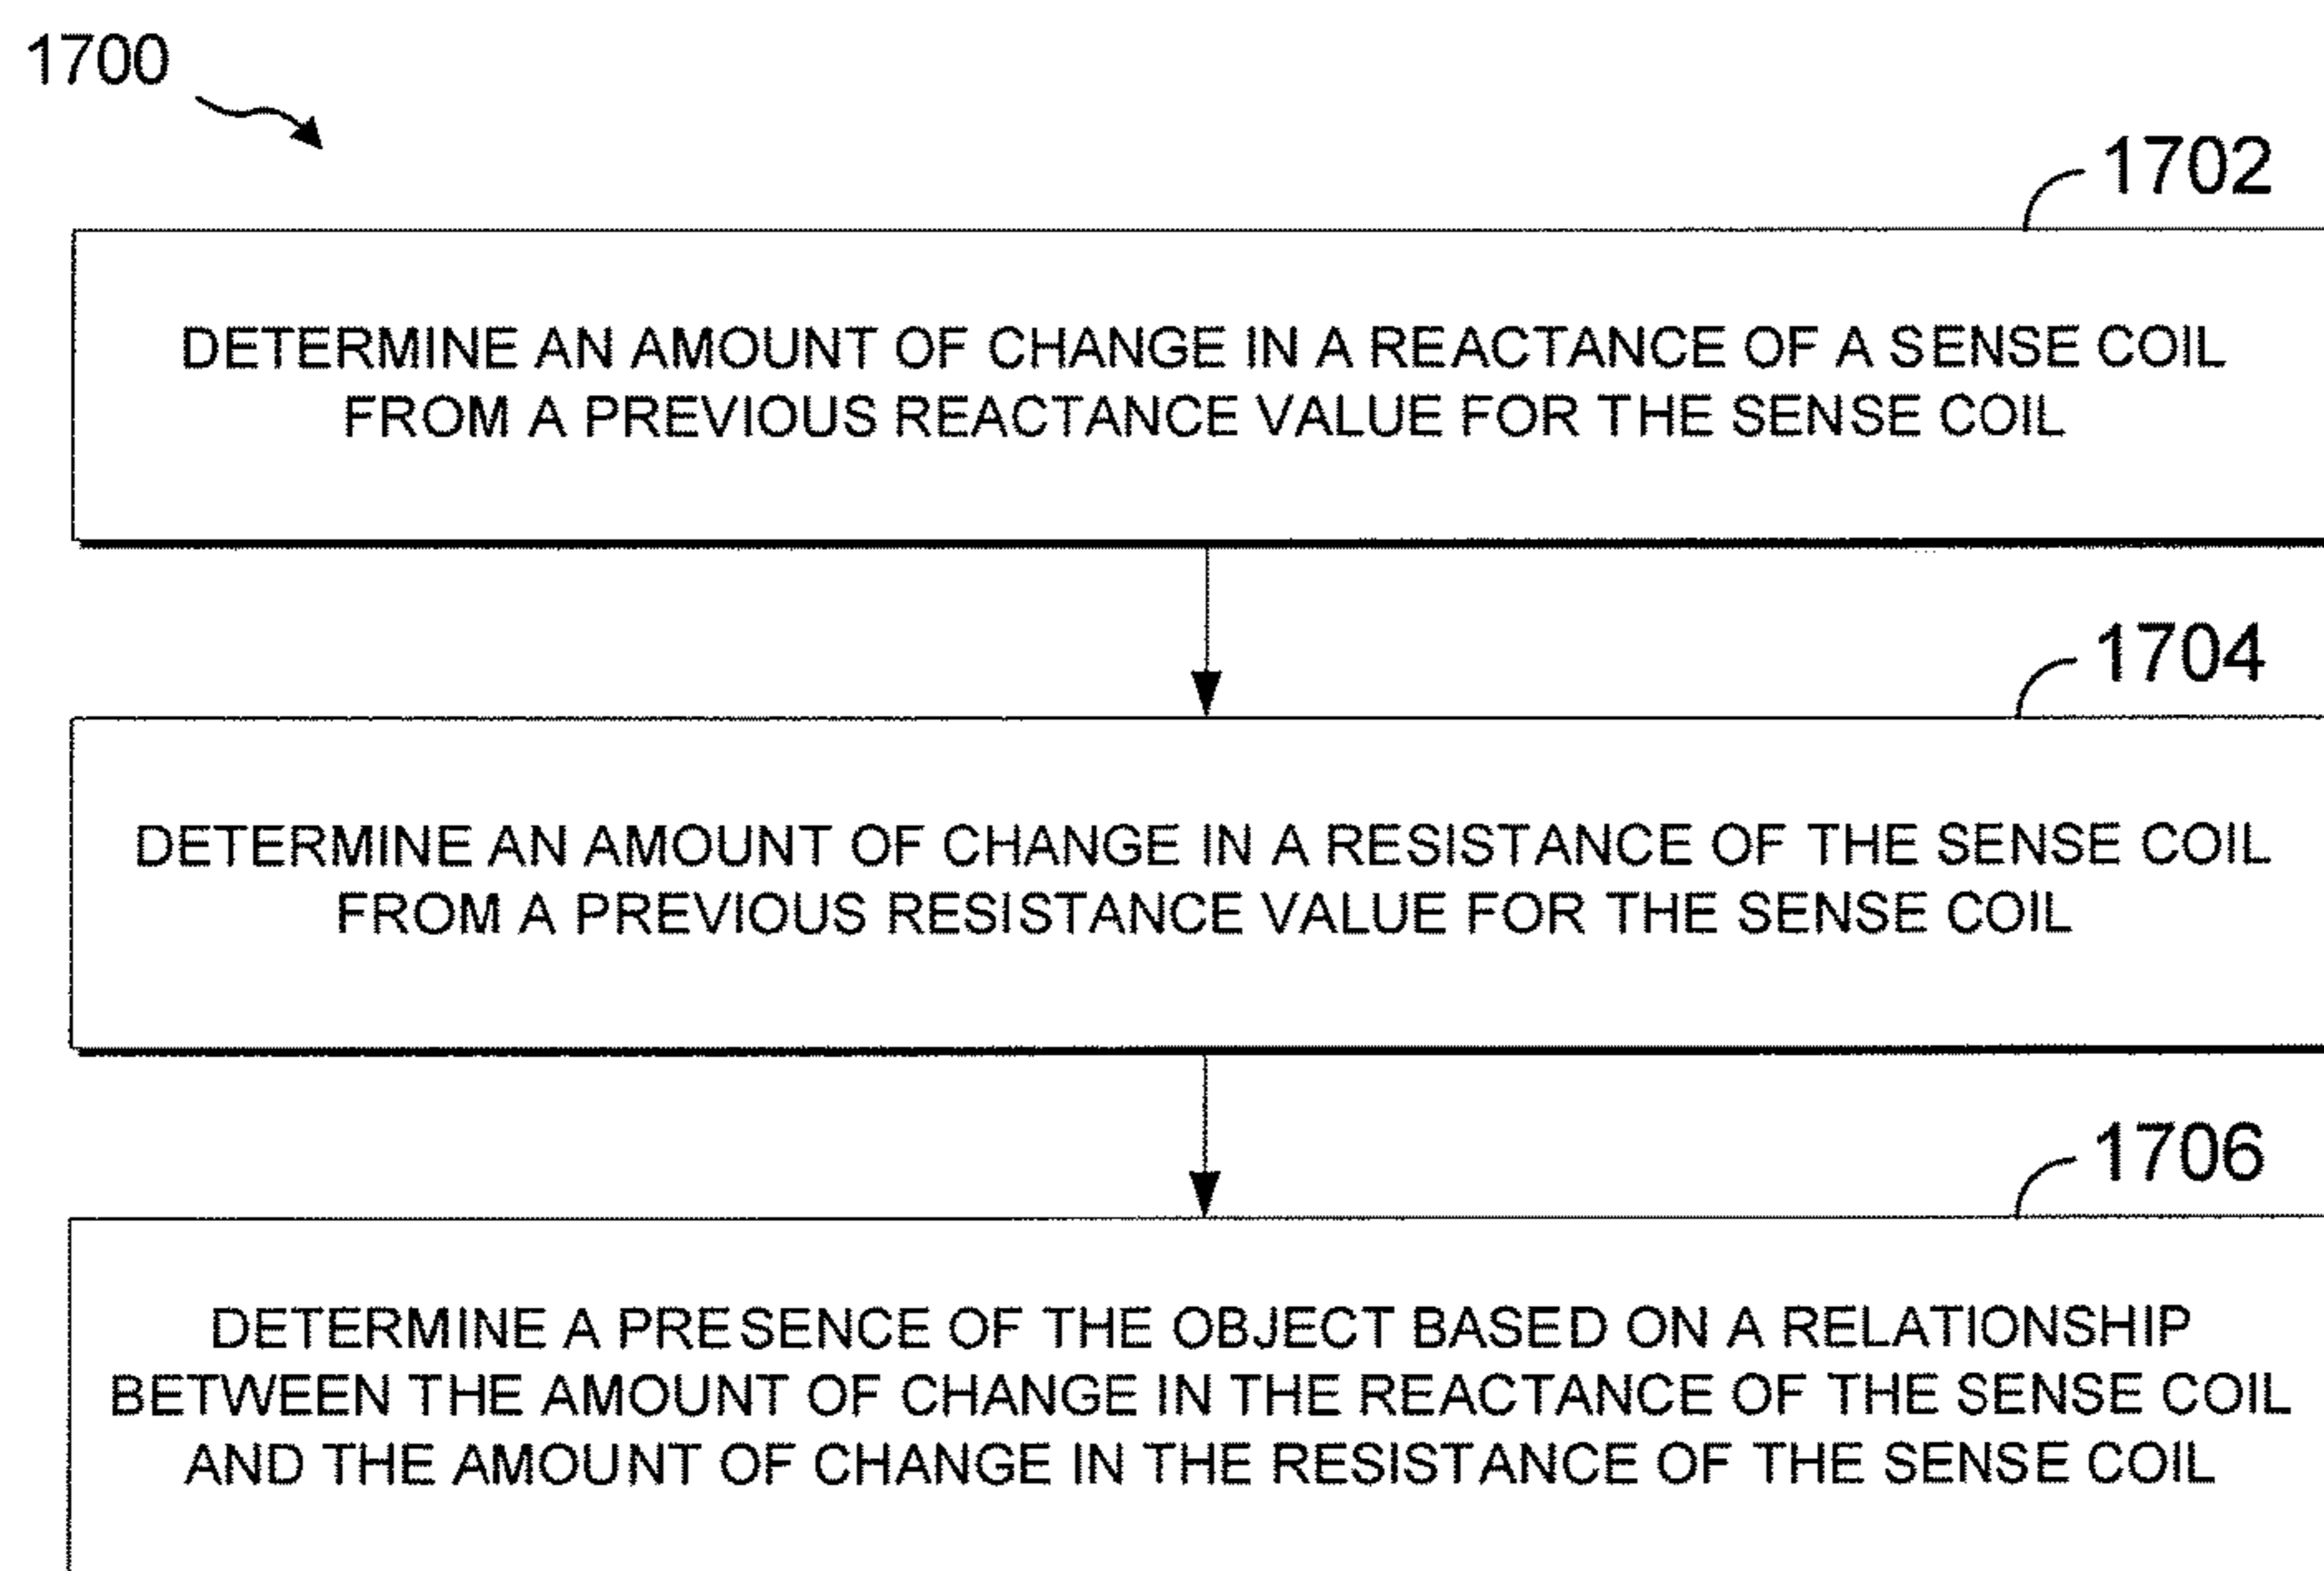 1700
1702
DETERMINE AN AMOUNT OF CHANGE IN A REACTANCE OF A SENSE COIL
FROM A PREVIOUS REACTANCE VALUE FOR THE SENSE COIL
1704
DETERMINE AN AMOUNT OF CHANGE IN A RESISTANCE OF THE SENSE COIL
FROM A PREVIOUS RESISTANCE VALUE FOR THE SENSE COIL
1706
DETERMINE A PRESENCE OF THE OBJECT BASED ON A RELATIONSHIP
BETWEEN THE AMOUNT OF CHANGE IN THE REACTANCE OF THE SENSE COIL
AND THE AMOUNT OF CHANGE IN THE RESISTANCE OF THE SENSE COIL